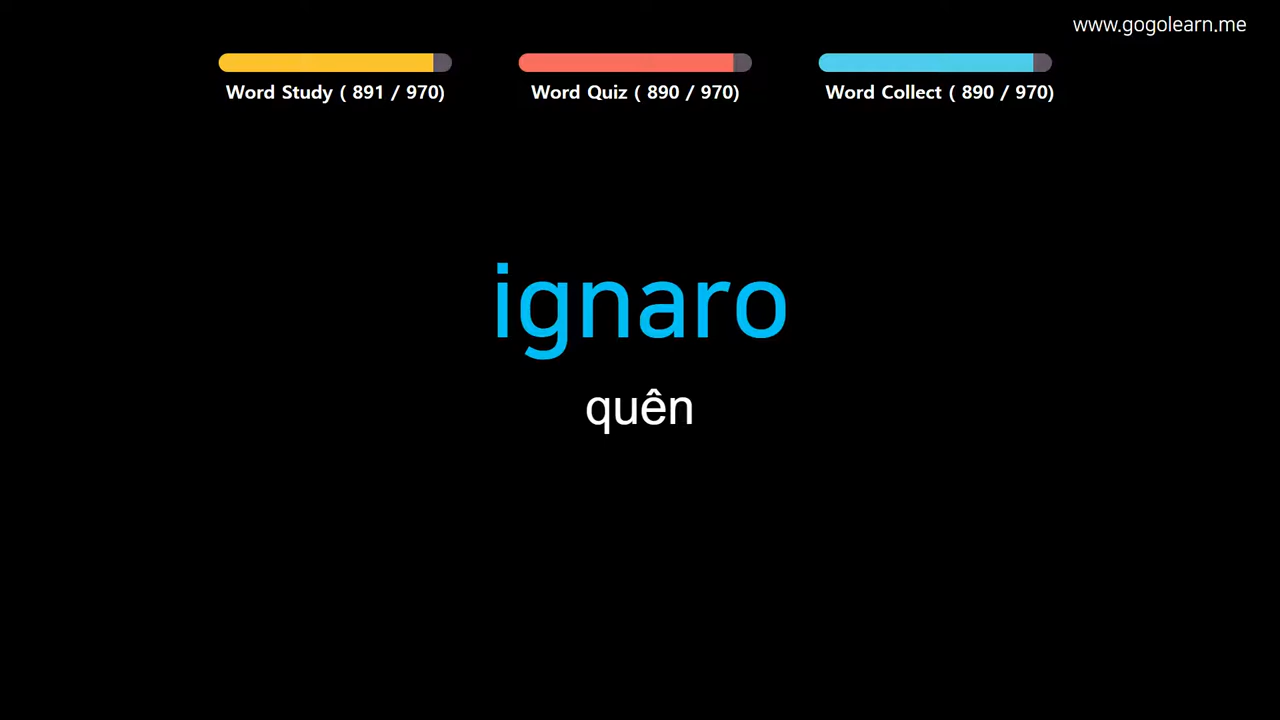 www.gogolearn.me
Word Study ( 891 / 970)
Word Quiz ( 890 / 970)
Word Collect ( 890 / 970)
ignaro
quên